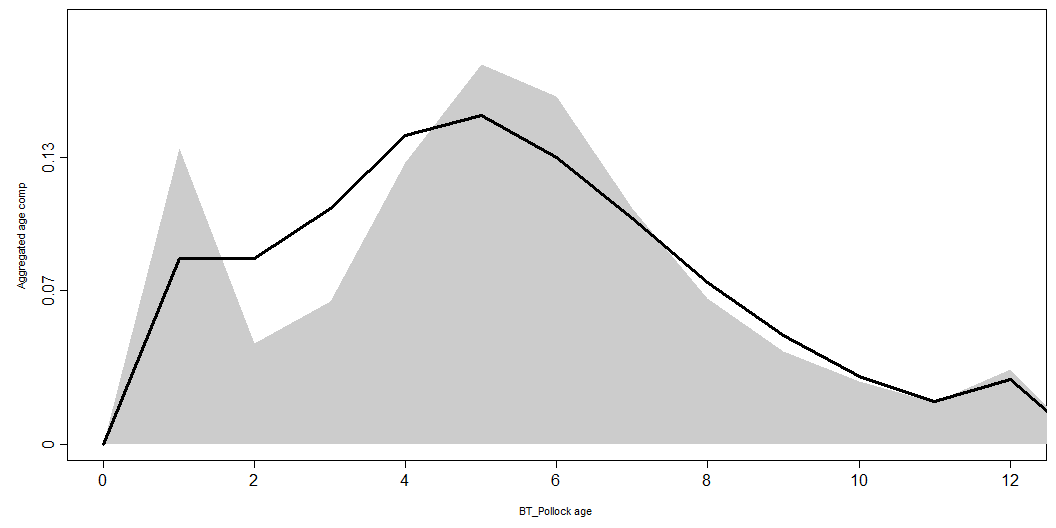 Aggregated age comp
0.13
0.07
0
0 2 4 6 8 10 12
BT_Pollock age